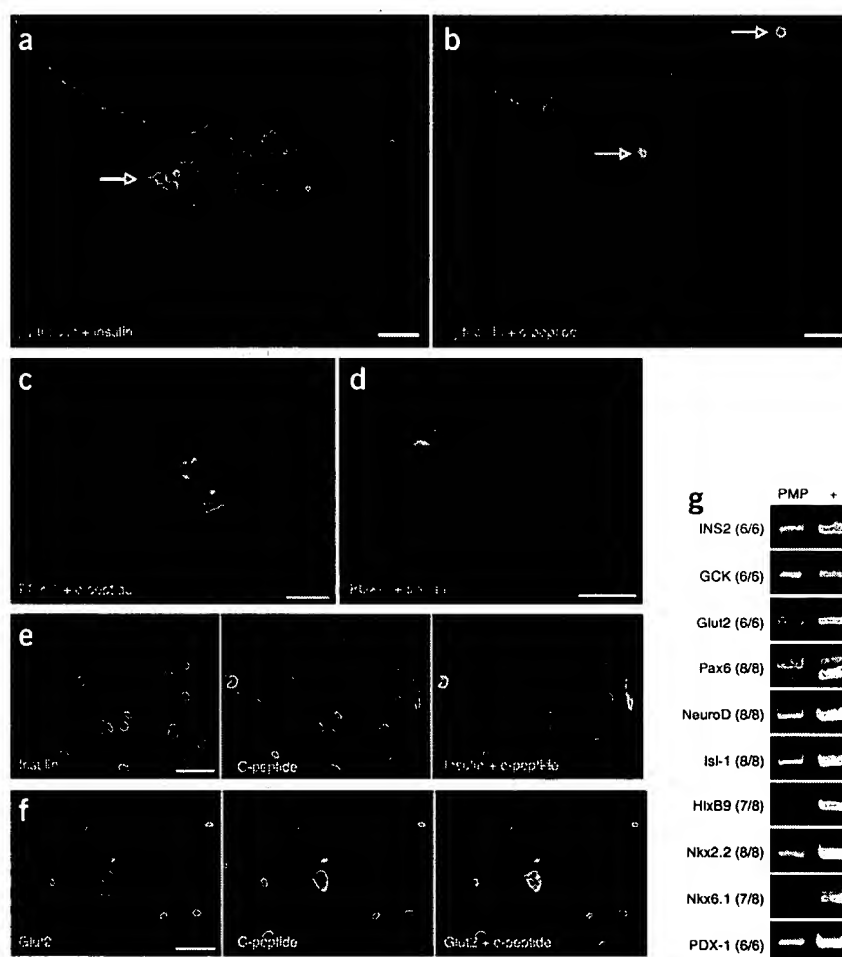 a
b
+ insulin
c
d
e
Insulin
C-peptide
Insulin + c-peptide
f
Glut2
C-peptide
Glut2 + c-peptide
g
PMP +
INS2 (6/6)
GCK (6/6)
Glut2 (6/6)
Pax6 (8/8)
NeuroD (8/8)
Isl-1 (8/8)
HlxB9 (7/8)
Nkx2.2 (8/8)
Nkx6.1 (7/8)
PDX-1 (6/6)